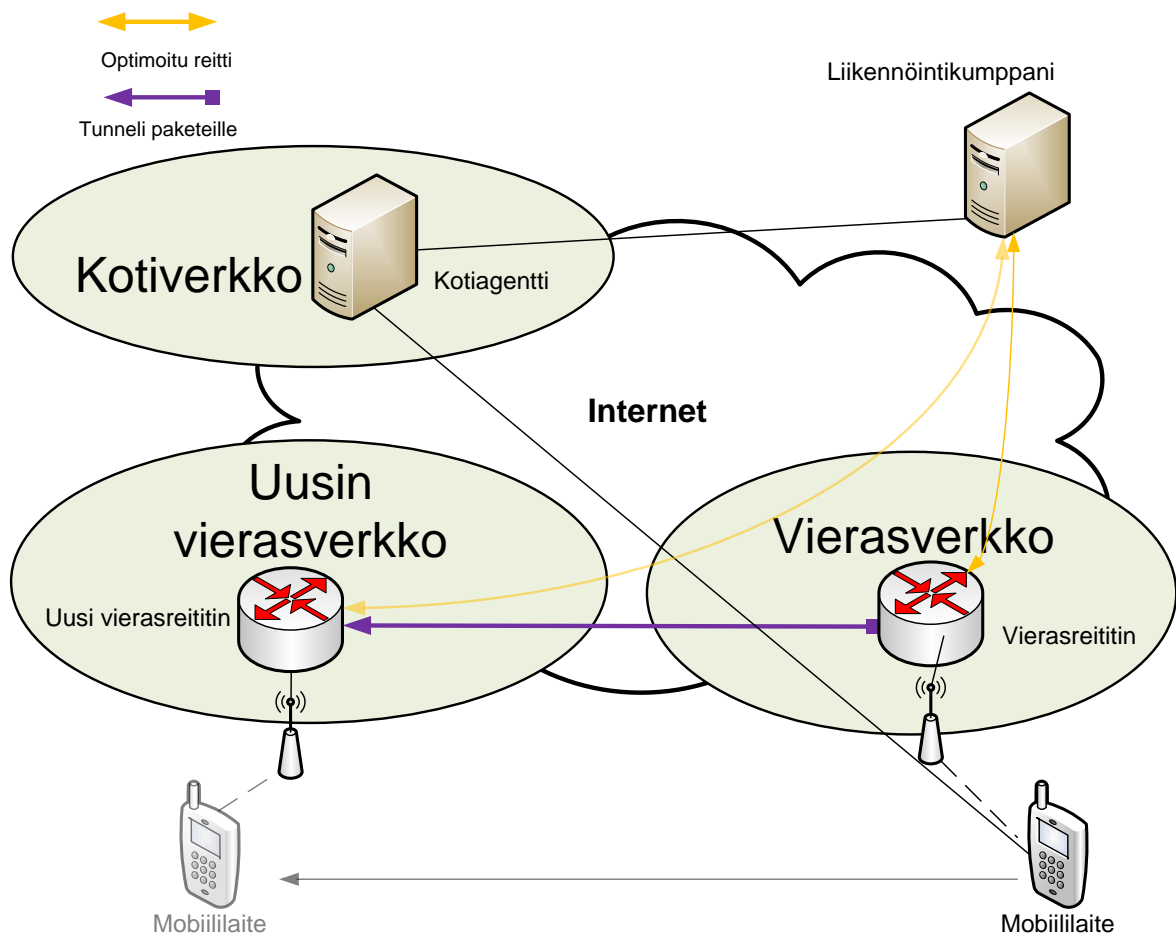 Optimoitu reitti
Tunneli paketeille
Liikennöintikumppani
Kotiverkko
Kotiagentti
Internet
Uusin
vierasverkko
Uusi vierasreititin
Vierasverkko
Vierasreititin
Mobiililaite
Mobiililaite